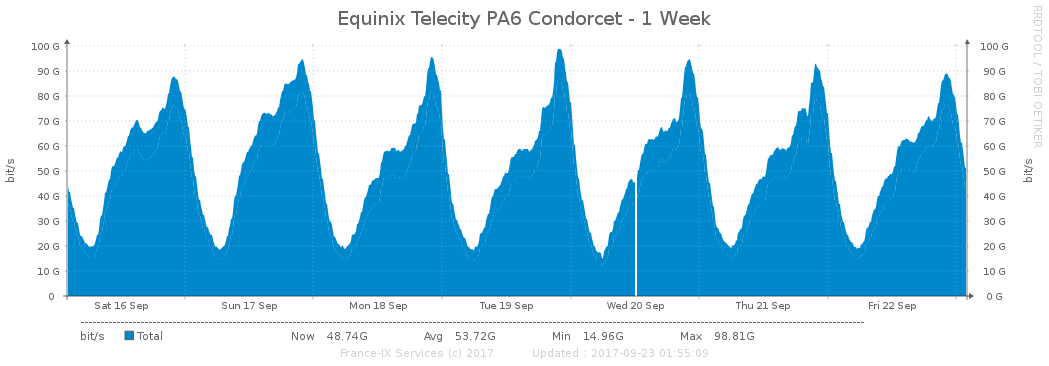 Equinix Telecity PA6 Condorcet - 1 Week
RRDTOOL / TOBI OETIKER
100 G 100 G
90 G 90 G
80 G 80 G
70 G 70 G
60 G 60 G
50 G 50 G
40 G 40 G
30 G 30 G
20 G 20 G
10 G 10 G
0 0 G
bit/s
bit/s
Sat 16 Sep Sun 17 Sep Mon 18 Sep Tue 19 Sep Wed 20 Sep Thu 21 Sep Fri 22 Sep
bit/s Total Now 48.74G Avg 53.72G Min 14.96G Max 98.81G
France-IX Services (c) 2017 Updated : 2017-09-23 01:55:09